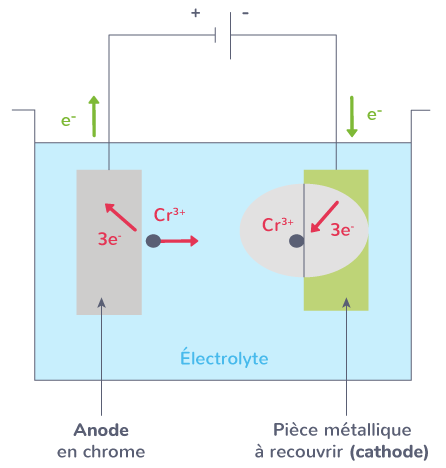 + -
e⁻
e⁻
Cr³⁺
3e⁻
Cr³⁺
3e⁻
Électrolyte
Anode
en chrome
Pièce métallique
à recouvrir (cathode)